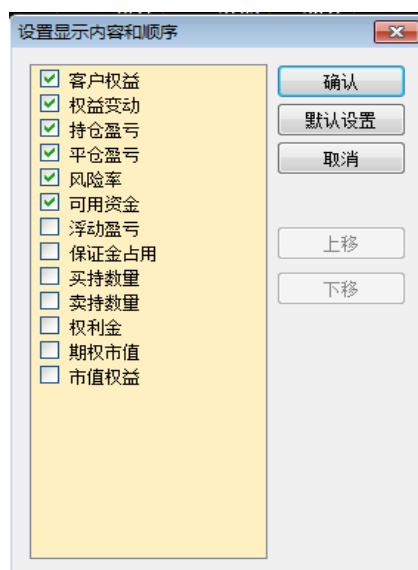 设置显示内容和顺序
客户权益
权益变动
持仓盈亏
平仓盈亏
风险率
可用资金
浮动盈亏
保证金占用
买持数量
卖持数量
权利金
期权市值
市值权益
确认
默认设置
取消
上移
下移